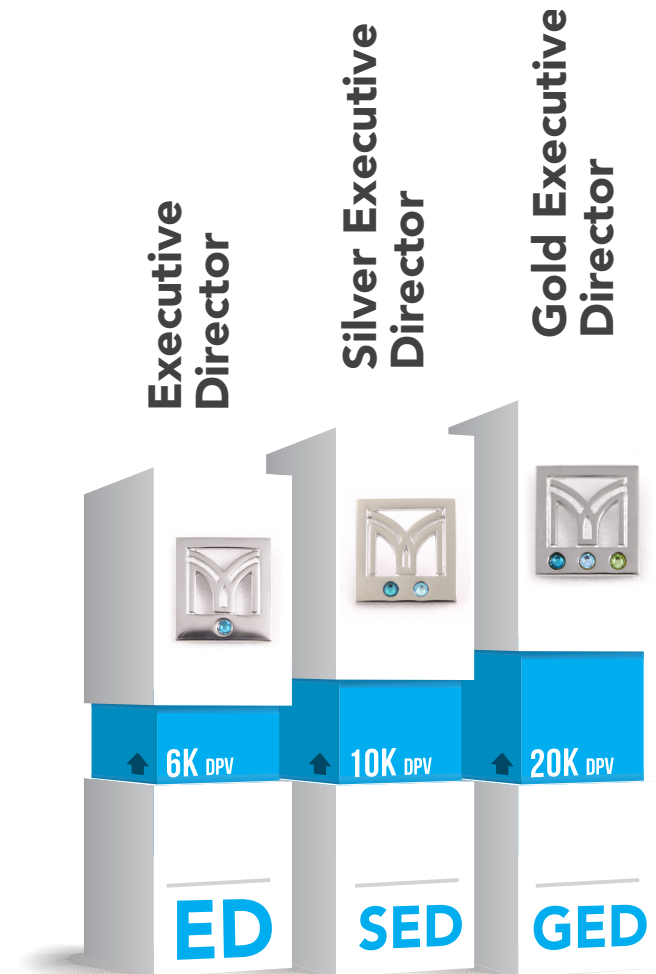 Executive
Director
Silver Executive
Director
Gold Executive
Director
6K DPV
10K DPV
20K DPV
ED
SED
GED